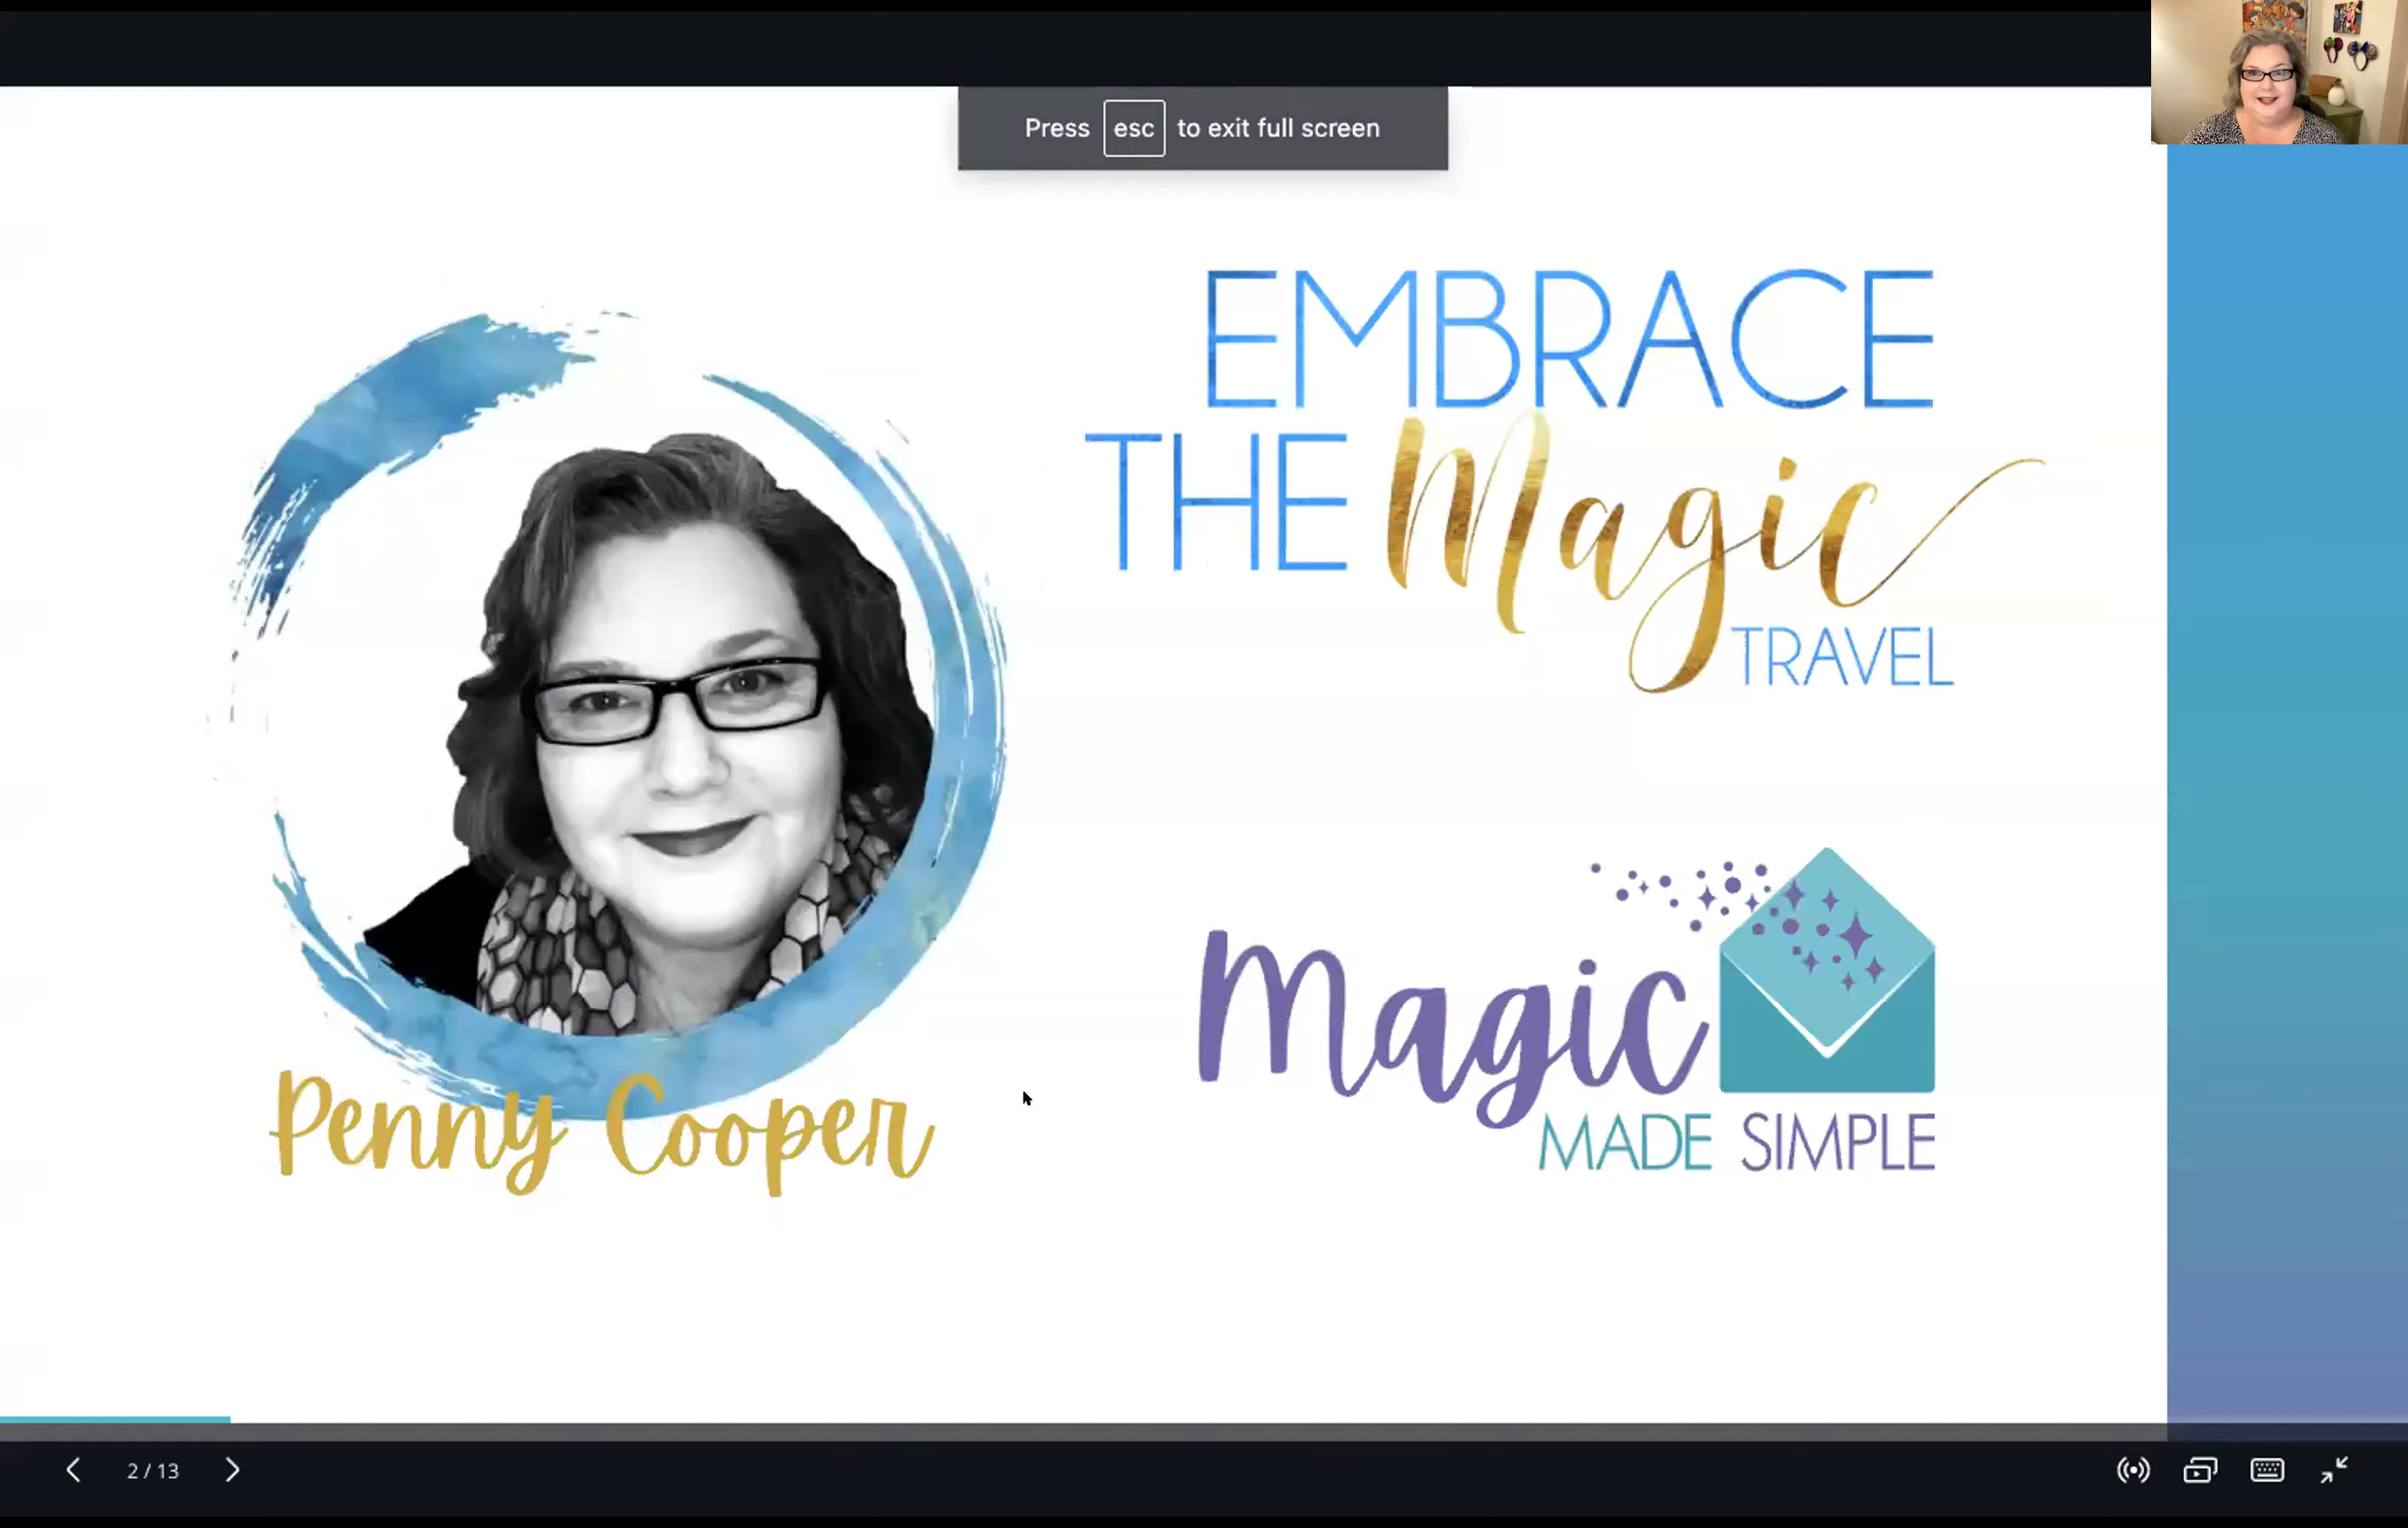 Press esc to exit full screen
EMBRACE
THE Magic
TRAVEL
Penny Cooper
Magic
MADE SIMPLE
2 / 13